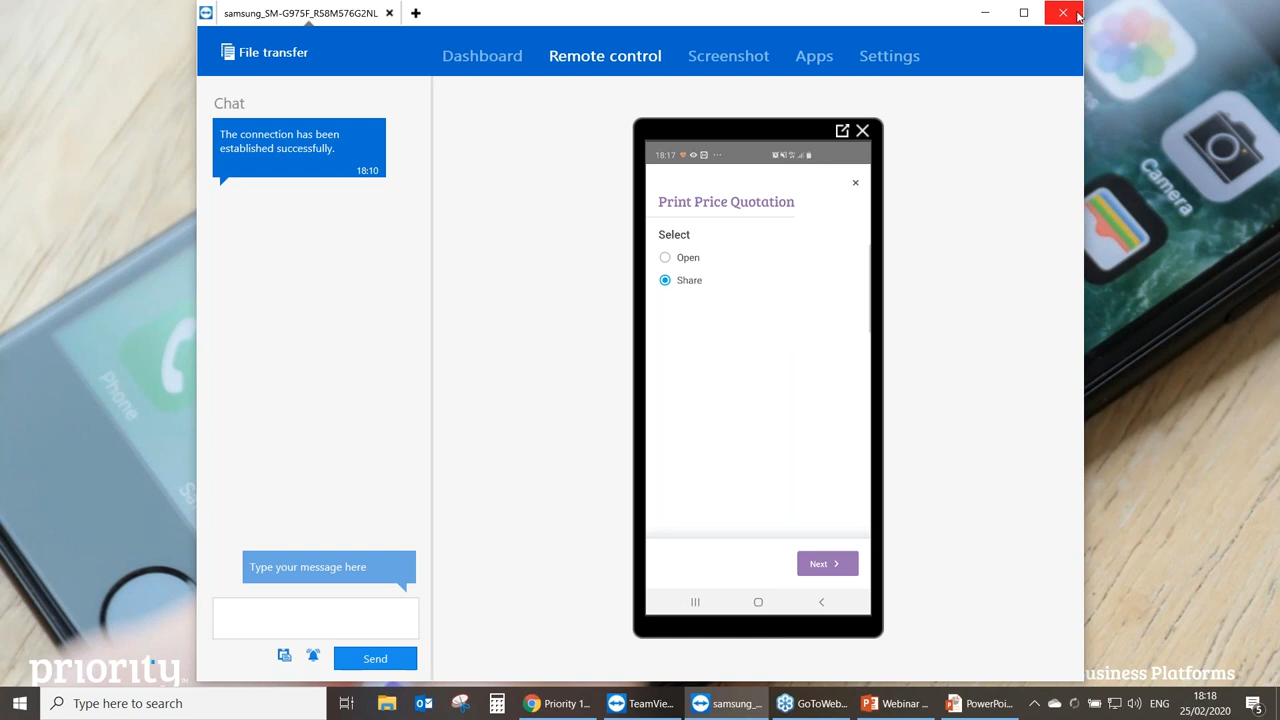 samsung_SM-G975F_R58M576G2NL
File transfer
Dashboard
Remote control
Screenshot
Apps
Settings
Chat
The connection has been
established successfully.
18:10
18:17
Print Price Quotation
Select
Open
Share
Next
Type your message here
Send
Phone
Camera
priority
usiness Platforms
Type here to search
Priority 1...
TeamVie...
samsung_...
GoToWeb...
Webinar ...
PowerPoi...
ENG
18:18
25/02/2020
5